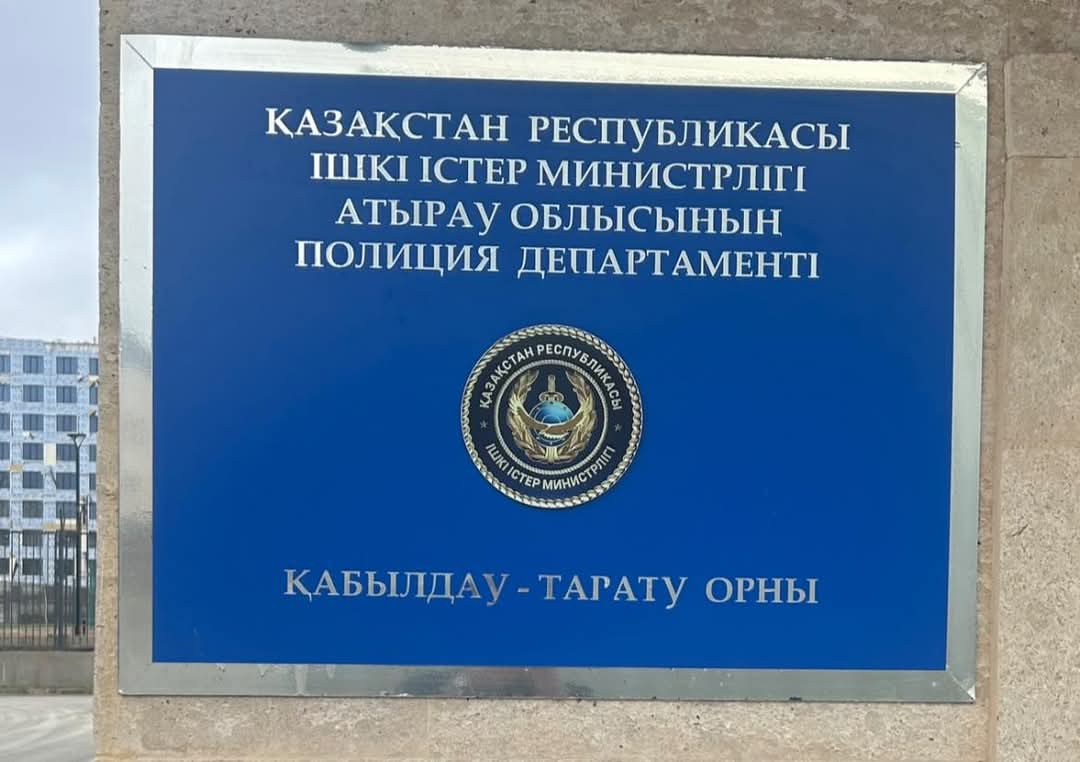 ҚАЗАҚСТАН РЕСПУБЛИКАСЫ
ІШКІ ІСТЕР МИНИСТРЛІГІ
АТЫРАУ ОБЛЫСЫНЫҢ
ПОЛИЦИЯ ДЕПАРТАМЕНТІ
ҚАЗАҚСТАН РЕСПУБЛИКАСЫ
ІШКІ ІСТЕР МИНИСТРЛІГІ
ҚАБЫЛДАУ - ТАРАТУ ОРНЫ